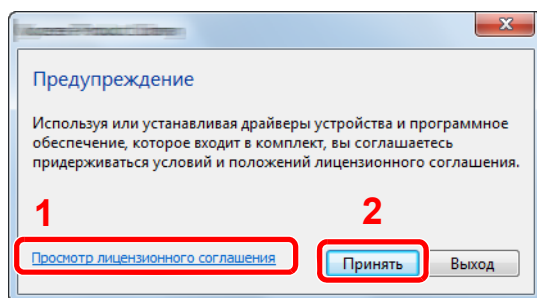 Предупреждение
Используя или устанавливая драйверы устройства и программное
обеспечение, которое входит в комплект, вы соглашаетесь
придерживаться условий и положений лицензионного соглашения.
1
2
Просмотр лицензионного соглашения
Принять
Выход